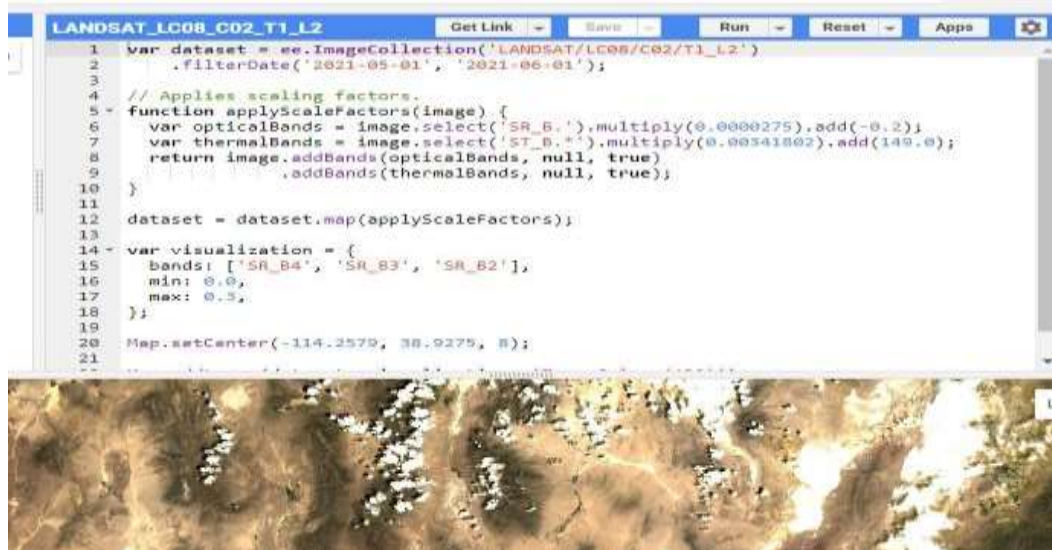 LANDSAT_LC08_C02_T1_L2 Get Link Save Run Reset Apps
1 var dataset = ee.ImageCollection('LANDSAT/LC08/C02/T1_L2')
2 .filterDate('2021-05-01', '2021-06-01');
3
4 // Applies scaling factors.
5 function applyScaleFactors(image) {
6 var opticalBands = image.select('SR_B.').multiply(0.0000275).add(-0.2);
7 var thermalBands = image.select('ST_B.*').multiply(0.00341802).add(149.0);
8 return image.addBands(opticalBands, null, true)
9 .addBands(thermalBands, null, true);
10 }
11
12 dataset = dataset.map(applyScaleFactors);
13
14 var visualization = {
15 bands: ['SR_B4', 'SR_B3', 'SR_B2'],
16 min: 0.0,
17 max: 0.3,
18 };
19
20 Map.setCenter(-114.2579, 38.9275, 8);
21